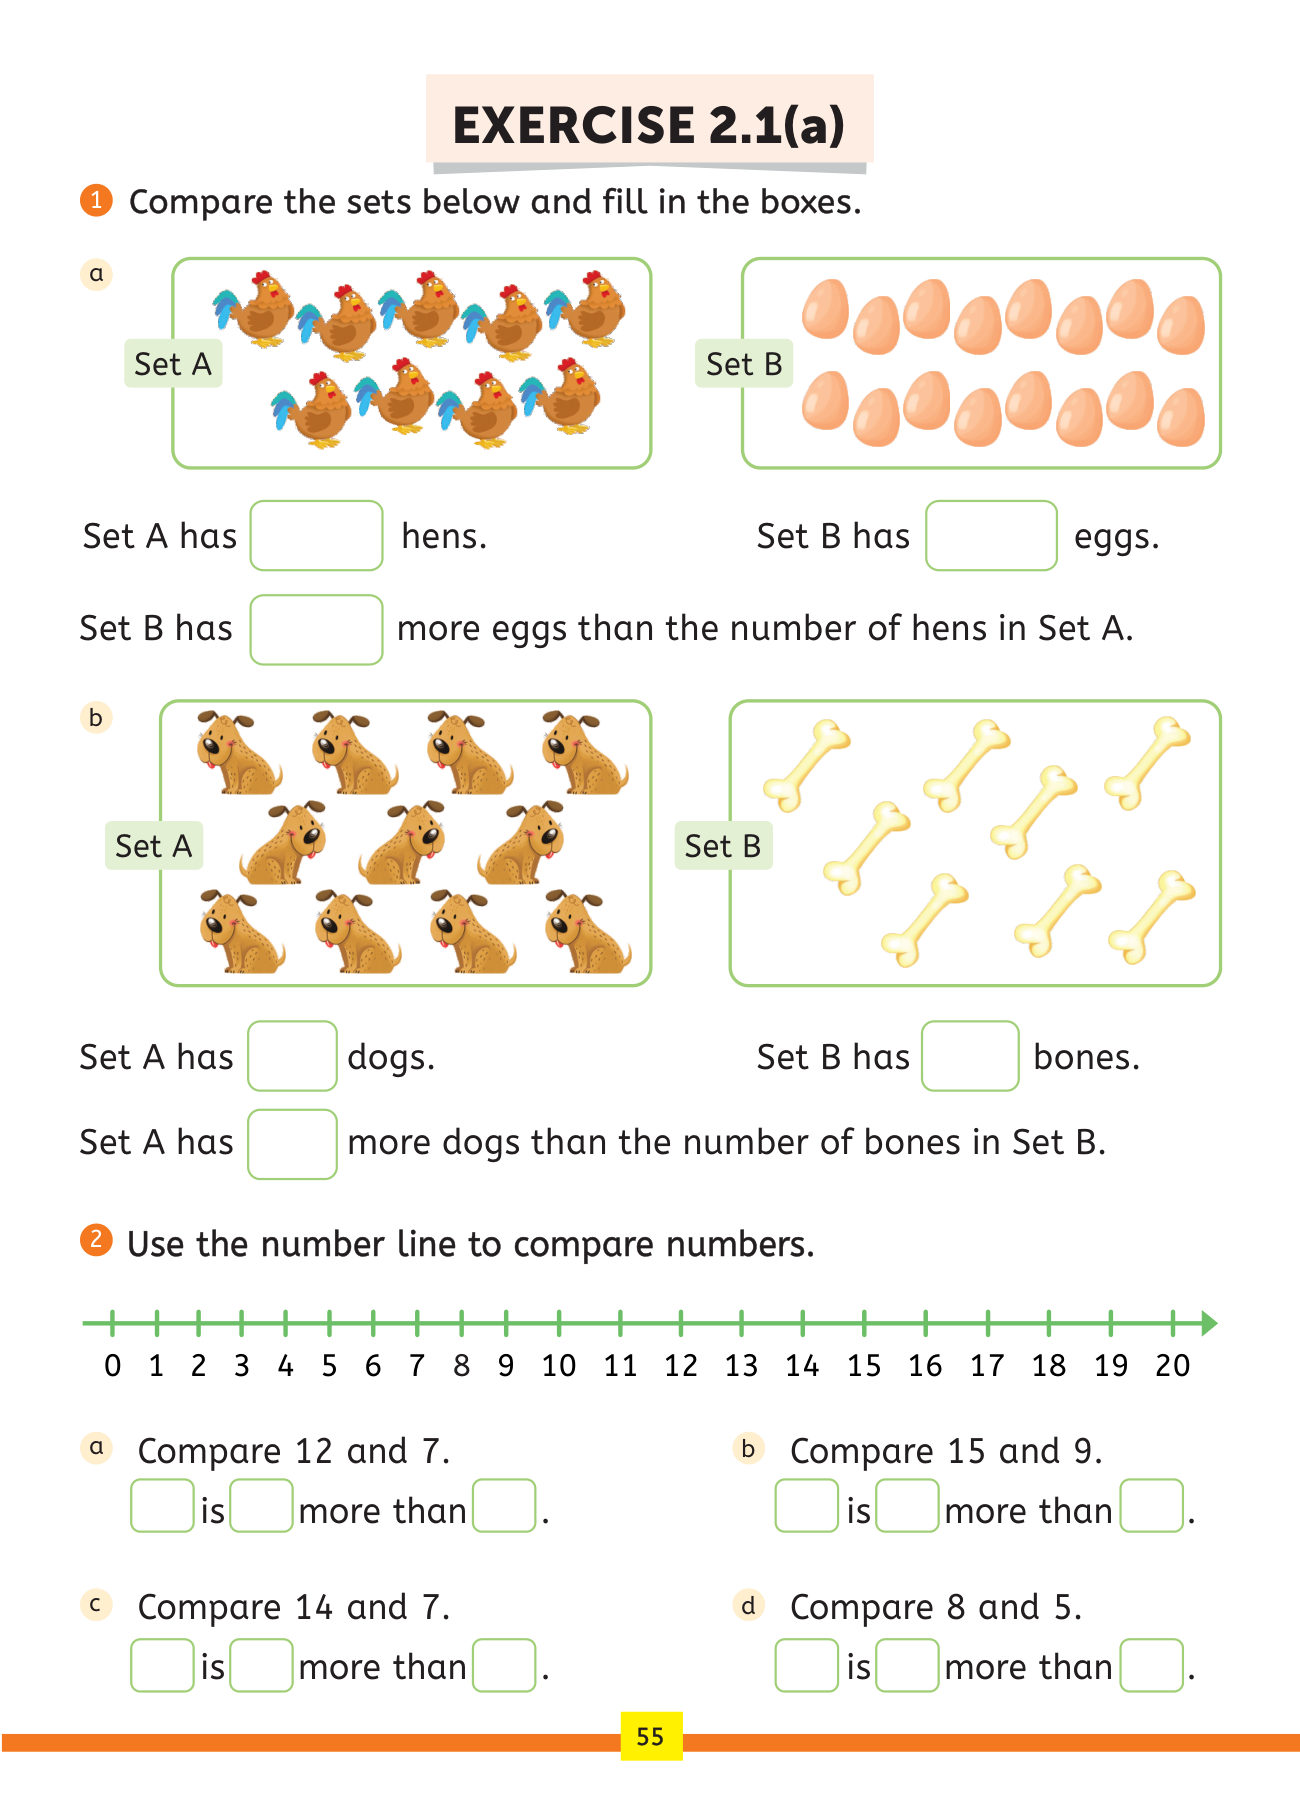 EXERCISE 2.1(a)
1 Compare the sets below and fill in the boxes.
a
Set A
Set B
Set A has hens.
Set B has eggs.
Set B has more eggs than the number of hens in Set A.
b
Set A
Set B
Set A has dogs.
Set B has bones.
Set A has more dogs than the number of bones in Set B.
2 Use the number line to compare numbers.
0 1 2 3 4 5 6 7 8 9 10 11 12 13 14 15 16 17 18 19 20
a Compare 12 and 7.
is more than .
b Compare 15 and 9.
is more than .
c Compare 14 and 7.
is more than .
d Compare 8 and 5.
is more than .
55